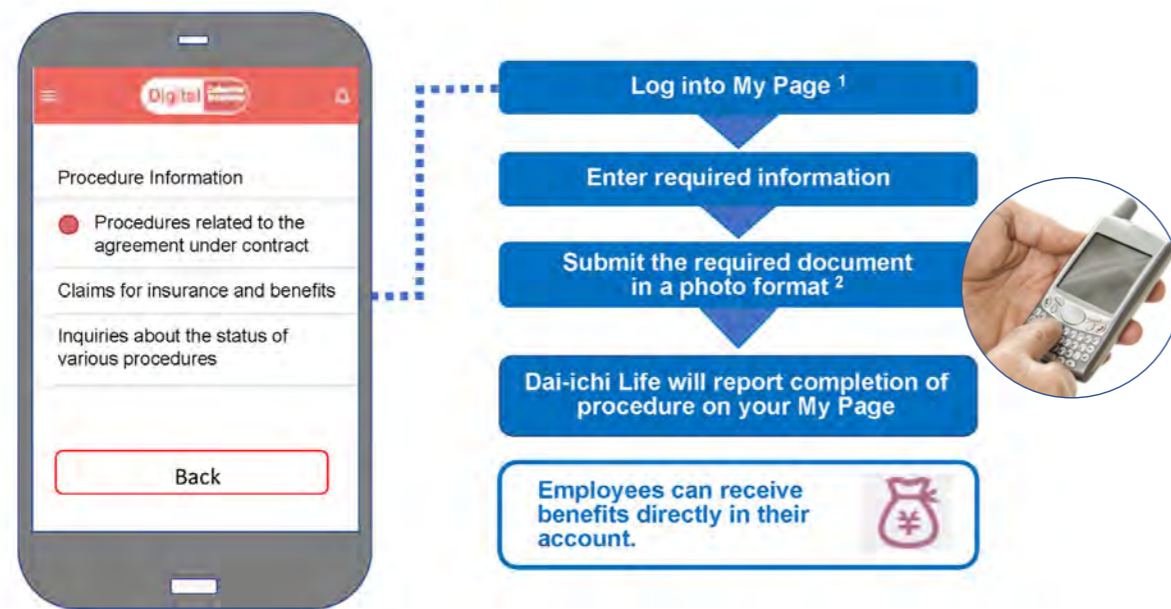 Digital
Procedure Information
Procedures related to the
agreement under contract
Claims for insurance and benefits
Inquiries about the status of
various procedures
Back
Log into My Page 1
Enter required information
Submit the required document
in a photo format 2
Dai-ichi Life will report completion of
procedure on your My Page
Employees can receive
benefits directly in their
account.
¥